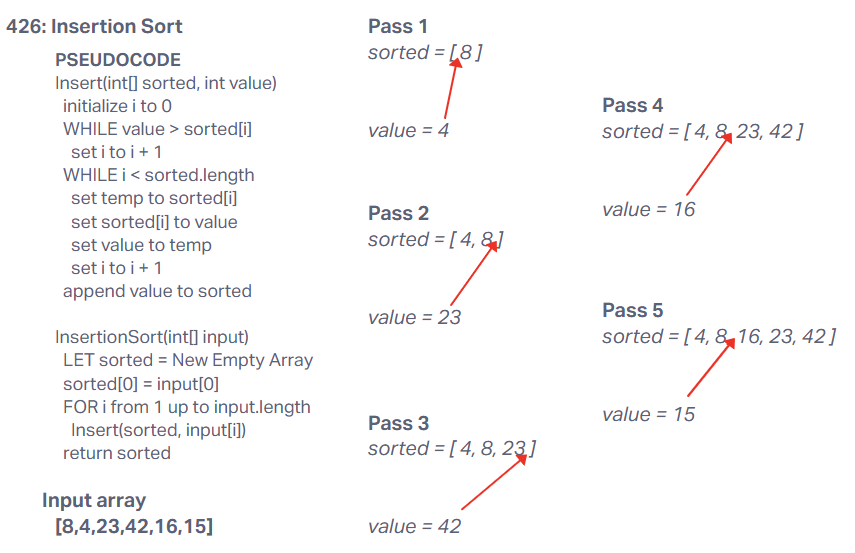 426: Insertion Sort
PSEUDOCODE
Insert(int[] sorted, int value)
initialize i to 0
WHILE value > sorted[i]
set i to i + 1
WHILE i < sorted.length
set temp to sorted[i]
set sorted[i] to value
set value to temp
set i to i + 1
append value to sorted
InsertionSort(int[] input)
LET sorted = New Empty Array
sorted[0] = input[0]
FOR i from 1 up to input.length
Insert(sorted, input[i])
return sorted
Input array
[8,4,23,42,16,15]
Pass 1
sorted = [ 8 ]
value = 4
Pass 2
sorted = [ 4, 8 ]
value = 23
Pass 3
sorted = [ 4, 8, 23 ]
value = 42
Pass 4
sorted = [ 4, 8, 23, 42 ]
value = 16
Pass 5
sorted = [ 4, 8, 16, 23, 42 ]
value = 15